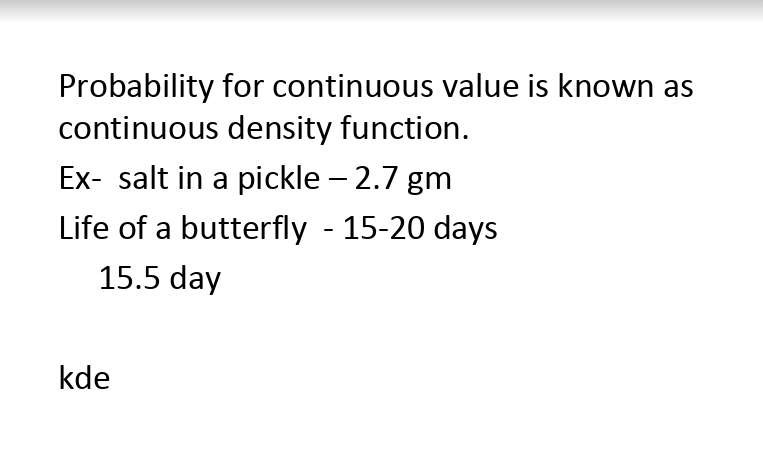 Probability for continuous value is known as
continuous density function.
Ex-  salt in a pickle – 2.7 gm
Life of a butterfly  - 15-20 days
15.5 day
kde